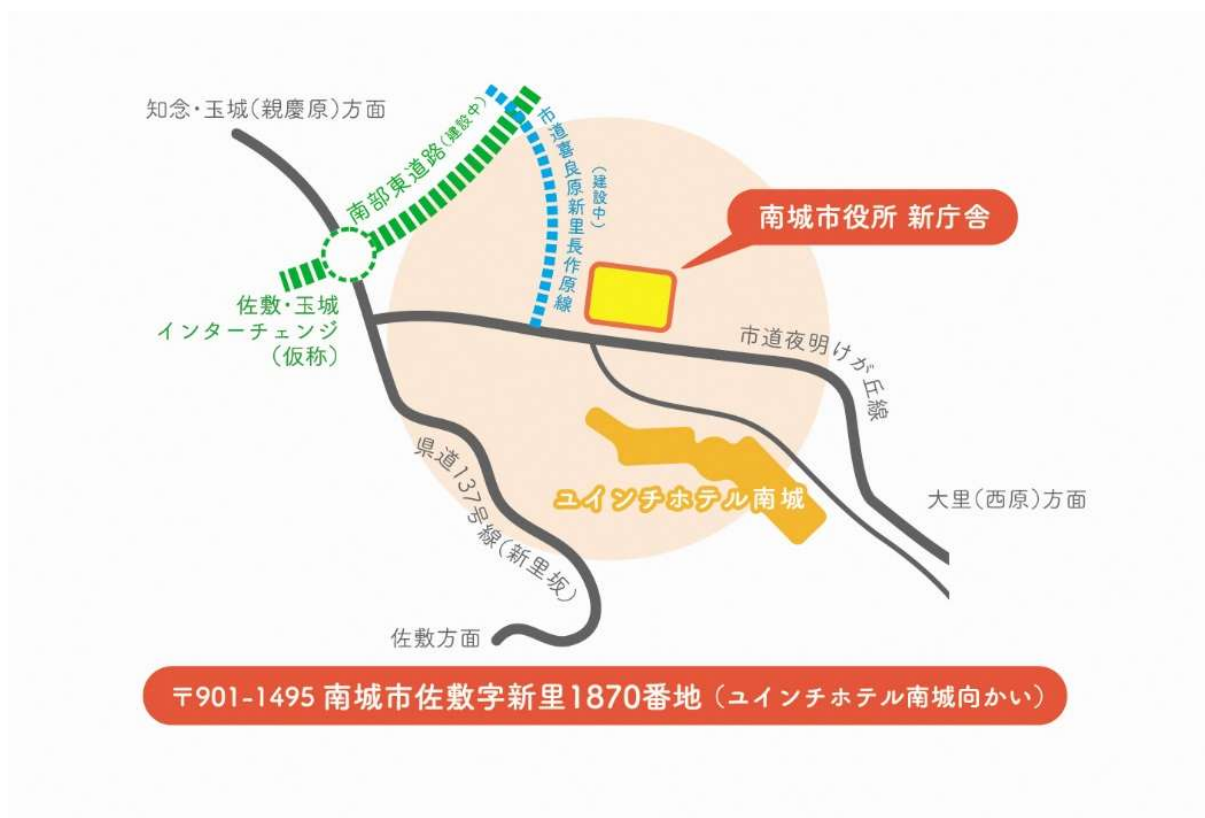 知念・玉城(親慶原)方面
南部東道路(建設中)
市道喜良原新里長作原線
(建設中)
南城市役所 新庁舎
佐敷・玉城
インターチェンジ
(仮称)
市道夜明けが丘線
県道137号線(新里坂)
ユインチホテル南城
大里(西原)方面
佐敷方面
〒901-1495 南城市佐敷字新里1870番地(ユインチホテル南城向かい)